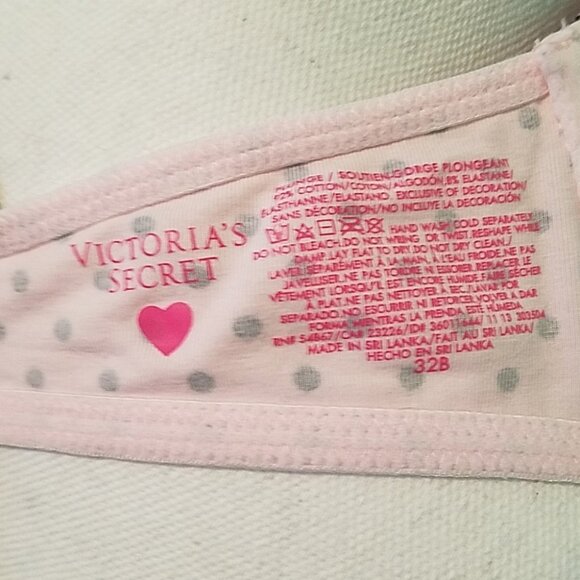 VICTORIA'S
SECRET
PLUNGE / SOUTIEN-GORGE PLONGEANT
COTTON/COTON/ALGODÓN, 8% ELASTANE/
ÉLASTHANNE/ELASTANO EXCLUSIVE OF DECORATION/
SANS DÉCORATION/NO INCLUYE LA DECORACIÓN
HAND WASH COLD SEPARATELY.
DO NOT BLEACH.DO NOT WRING OR TWIST.RESHAPE WHILE
DAMP.LAY FLAT TO DRY.DO NOT DRY CLEAN./
LAVER SÉPARÉMENT À LA MAIN, À L'EAU FROIDE.NE PAS
JAVELLISER.NE PAS TORDRE NI ESSORER.REPLACER LE
VÊTEMENT LORSQU'IL EST ENCORE HUMIDE.FAIRE SÉCHER
À PLAT.NE PAS NETTOYER À SEC.LAVAR POR
SEPARADO.NO ESCURRIR NI RETORCER.VOLVER A DAR
FORMA MIENTRAS LA PRENDA ESTÉ HÚMEDA
RN# 54867/CA# 23226/ID# 11 13 303504
MADE IN SRI LANKA/FAIT AU SRI LANKA/
HECHO EN SRI LANKA
32B